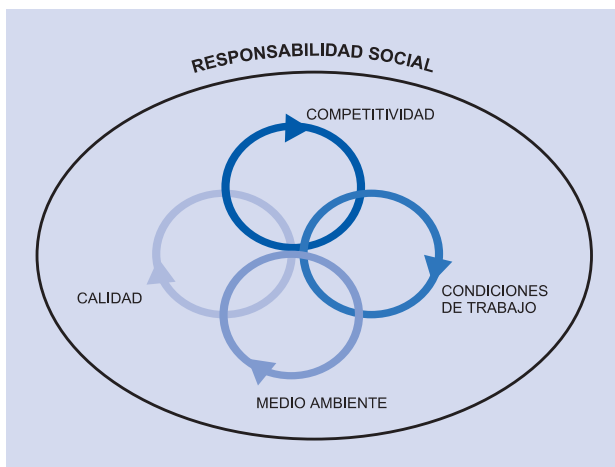 RESPONSABILIDAD SOCIAL
COMPETITIVIDAD
CALIDAD
CONDICIONES
DE TRABAJO
MEDIO AMBIENTE